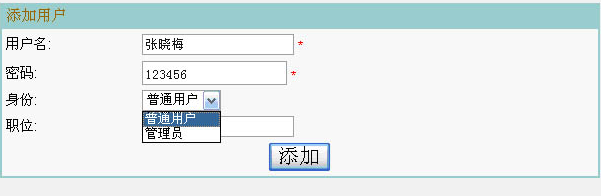 添加用户
用户名: 张晓梅 *
密码: 123456 *
身份: 普通用户
普通用户
职位:
管理员
添加